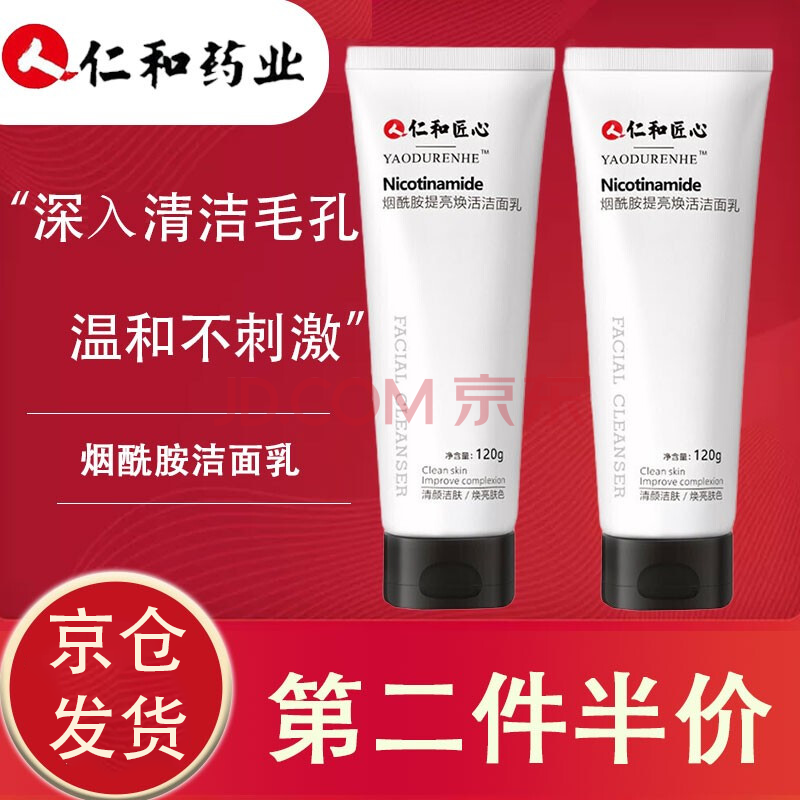 仁和药业
“深入清洁毛孔
温和不刺激”
烟酰胺洁面乳
仁和匠心
YAODURENHE™
Nicotinamide
烟酰胺提亮焕活洁面乳
FACIAL CLEANSER
净含量：120g
Clean skin
Improve complexion
清颜洁肤/焕亮肤色
仁和匠心
YAODURENHE™
Nicotinamide
烟酰胺提亮焕活洁面乳
FACIAL CLEANSER
净含量：120g
Clean skin
Improve complexion
清颜洁肤/焕亮肤色
JD.COM 京东
京仓
发货
第二件半价